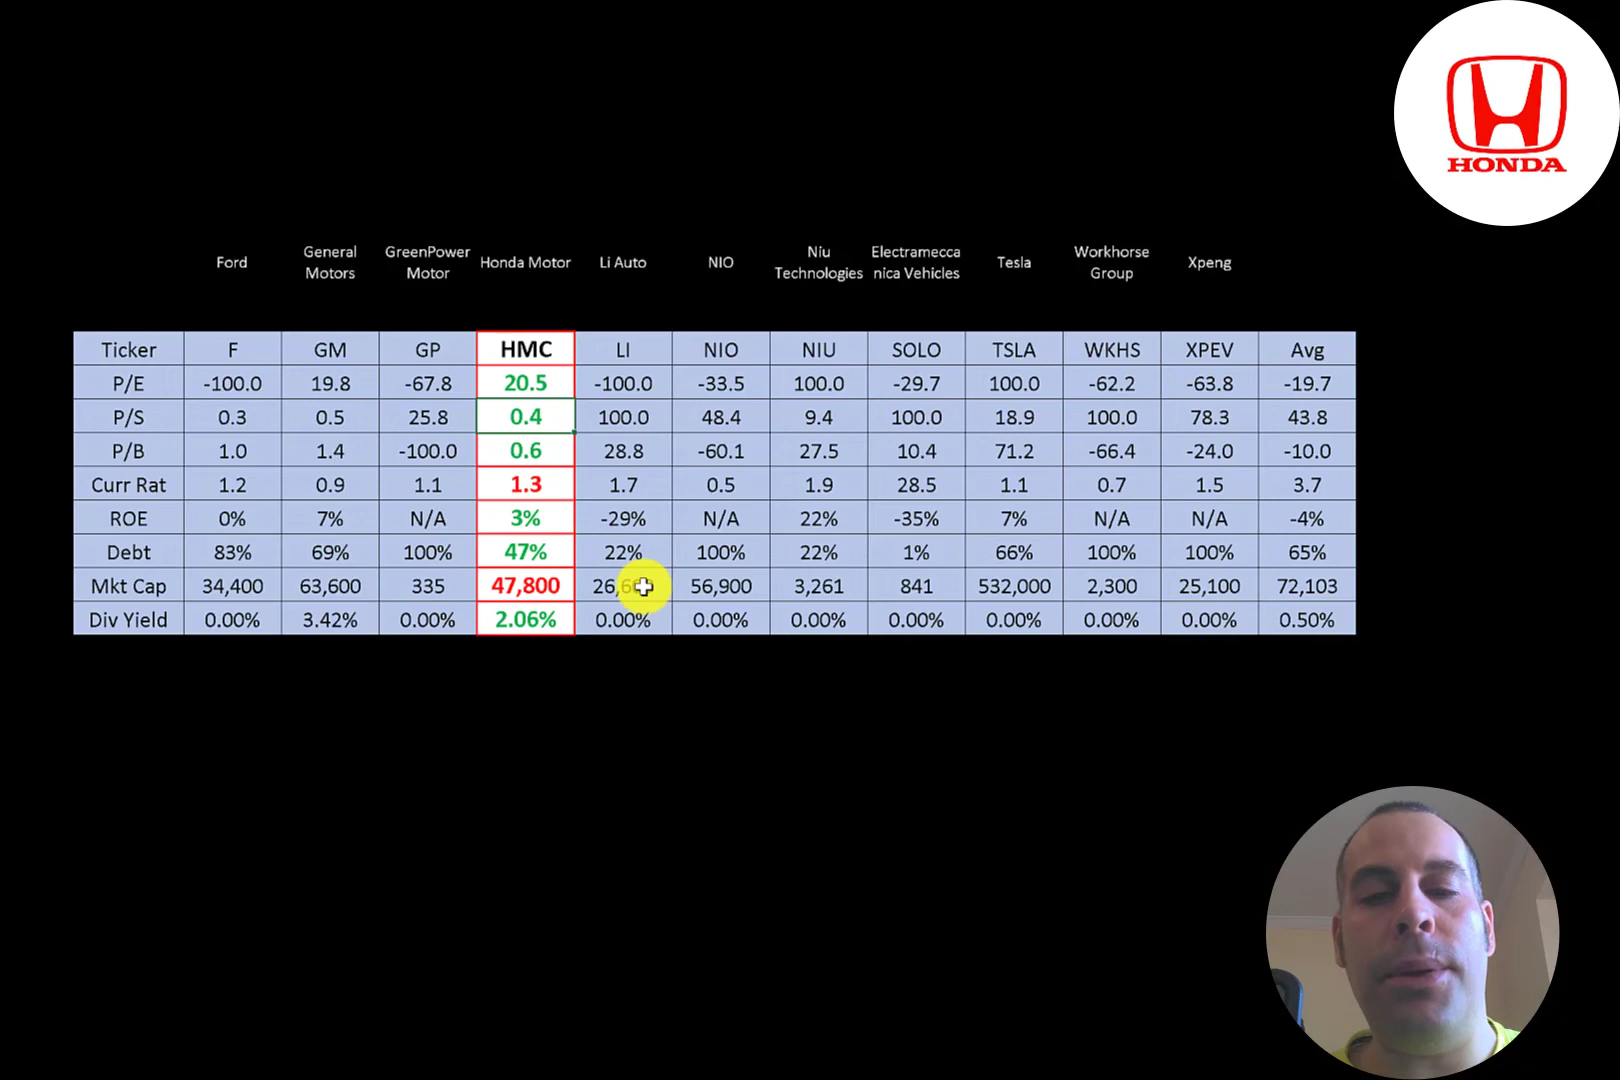 HONDA
Ford General Motors GreenPower Motor Honda Motor Li Auto NIO Niu Technologies Electramecca nica Vehicles Tesla Workhorse Group Xpeng
Ticker F GM GP HMC LI NIO NIU SOLO TSLA WKHS XPEV Avg
P/E -100.0 19.8 -67.8 20.5 -100.0 -33.5 100.0 -29.7 100.0 -62.2 -63.8 -19.7
P/S 0.3 0.5 25.8 0.4 100.0 48.4 9.4 100.0 18.9 100.0 78.3 43.8
P/B 1.0 1.4 -100.0 0.6 28.8 -60.1 27.5 10.4 71.2 -66.4 -24.0 -10.0
Curr Rat 1.2 0.9 1.1 1.3 1.7 0.5 1.9 28.5 1.1 0.7 1.5 3.7
ROE 0% 7% N/A 3% -29% N/A 22% -35% 7% N/A N/A -4%
Debt 83% 69% 100% 47% 22% 100% 22% 1% 66% 100% 100% 65%
Mkt Cap 34,400 63,600 335 47,800 56,900 3,261 841 532,000 2,300 25,100 72,103
Div Yield 0.00% 3.42% 0.00% 2.06% 0.00% 0.00% 0.00% 0.00% 0.00% 0.00% 0.00% 0.50%